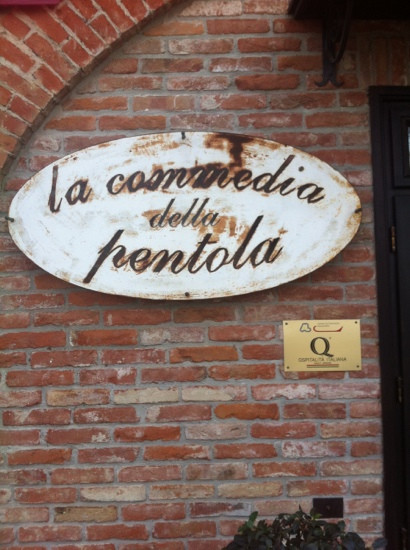 la commedia
della
pentola
Q
OSPITALITÀ ITALIANA